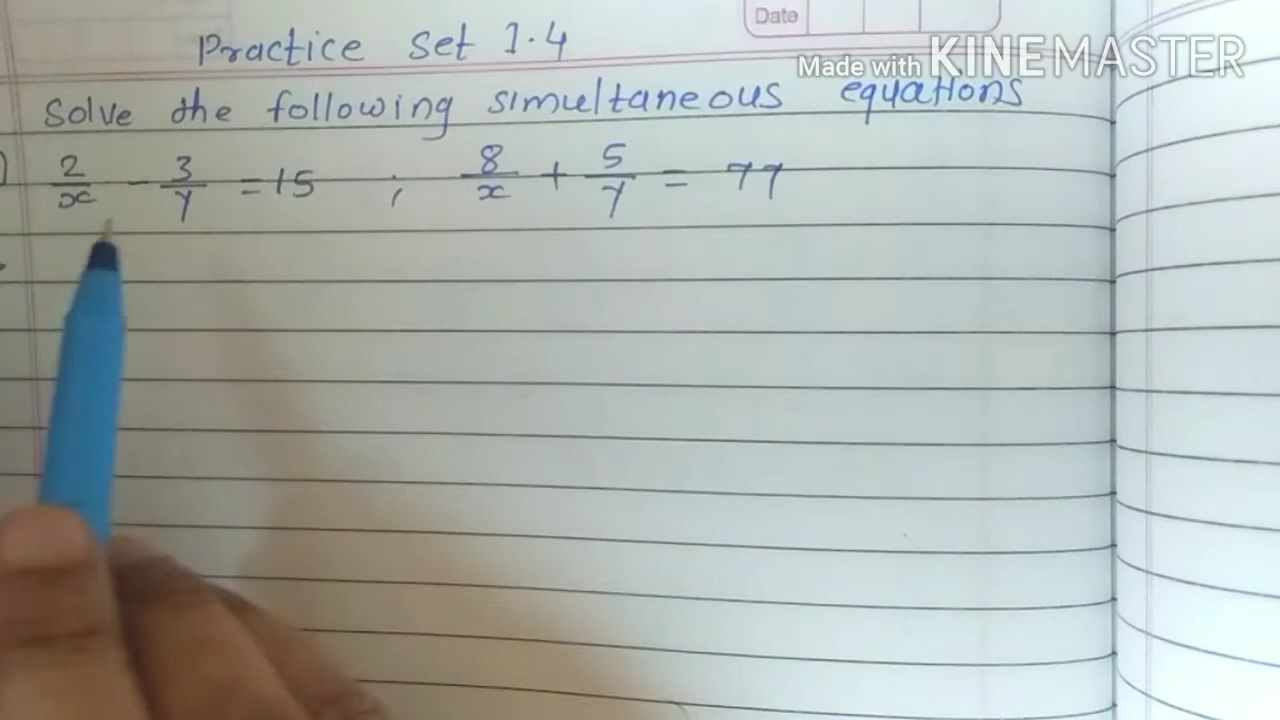 Date
Made with KINEMASTER
Practice Set 1.4
Solve the following simultaneous equations
) 2/x - 3/y = 15 ; 8/x + 5/y = 77